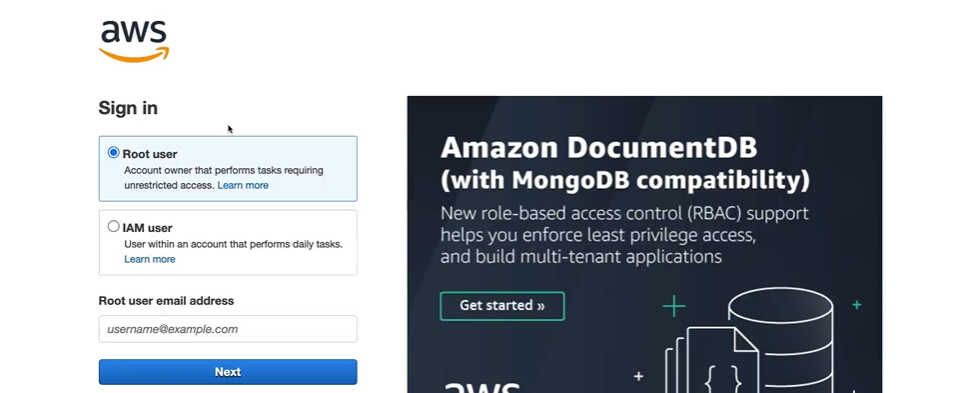 aws
Sign in
Root user
Account owner that performs tasks requiring
unrestricted access. Learn more
IAM user
User within an account that performs daily tasks.
Learn more
Root user email address
username@example.com
Next
Amazon DocumentDB
(with MongoDB compatibility)
New role-based access control (RBAC) support
helps you enforce least privilege access,
and build multi-tenant applications
Get started »
{ }
aws